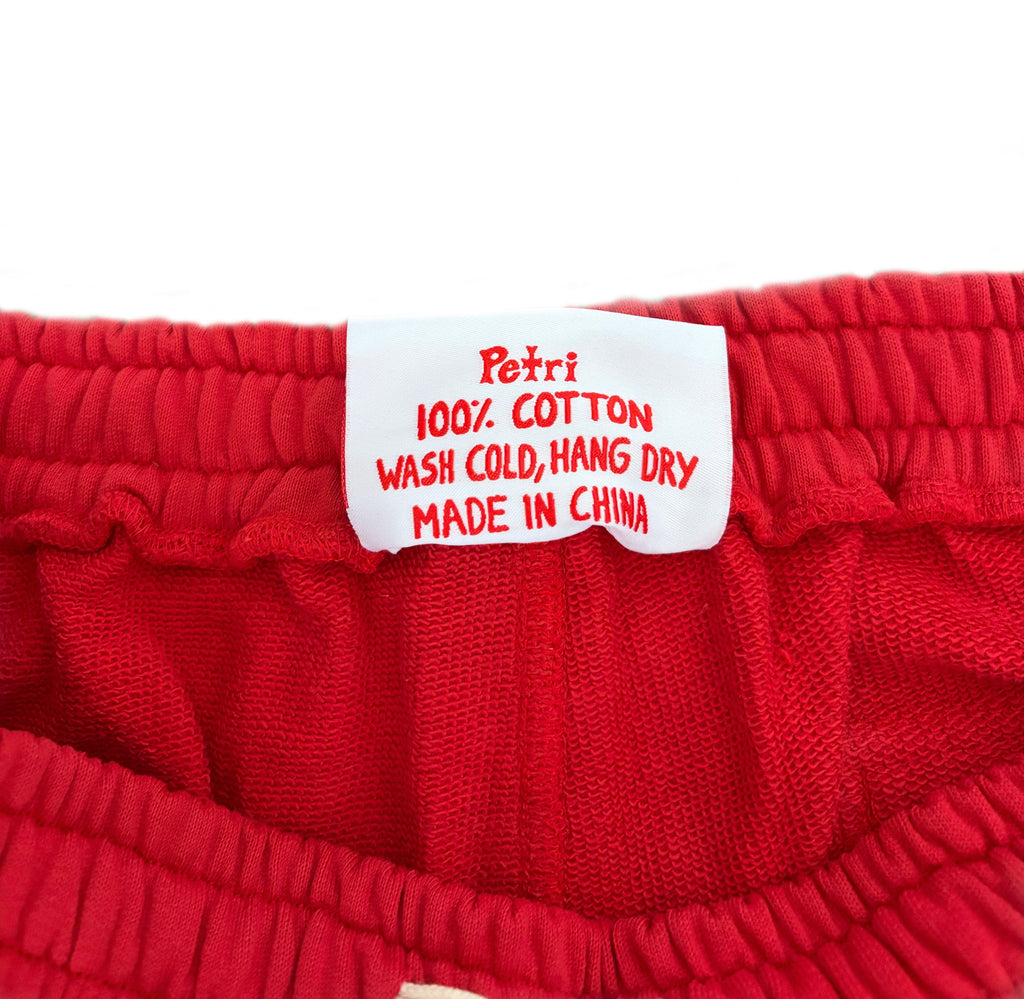 Petri
100% COTTON
WASH COLD, HANG DRY
MADE IN CHINA